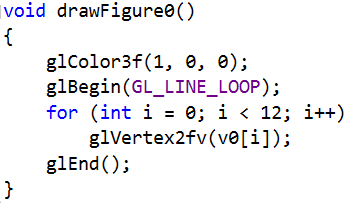 void drawFigure0()
{
    glColor3f(1, 0, 0);
    glBegin(GL_LINE_LOOP);
    for (int i = 0; i < 12; i++)
        glVertex2fv(v0[i]);
    glEnd();
}